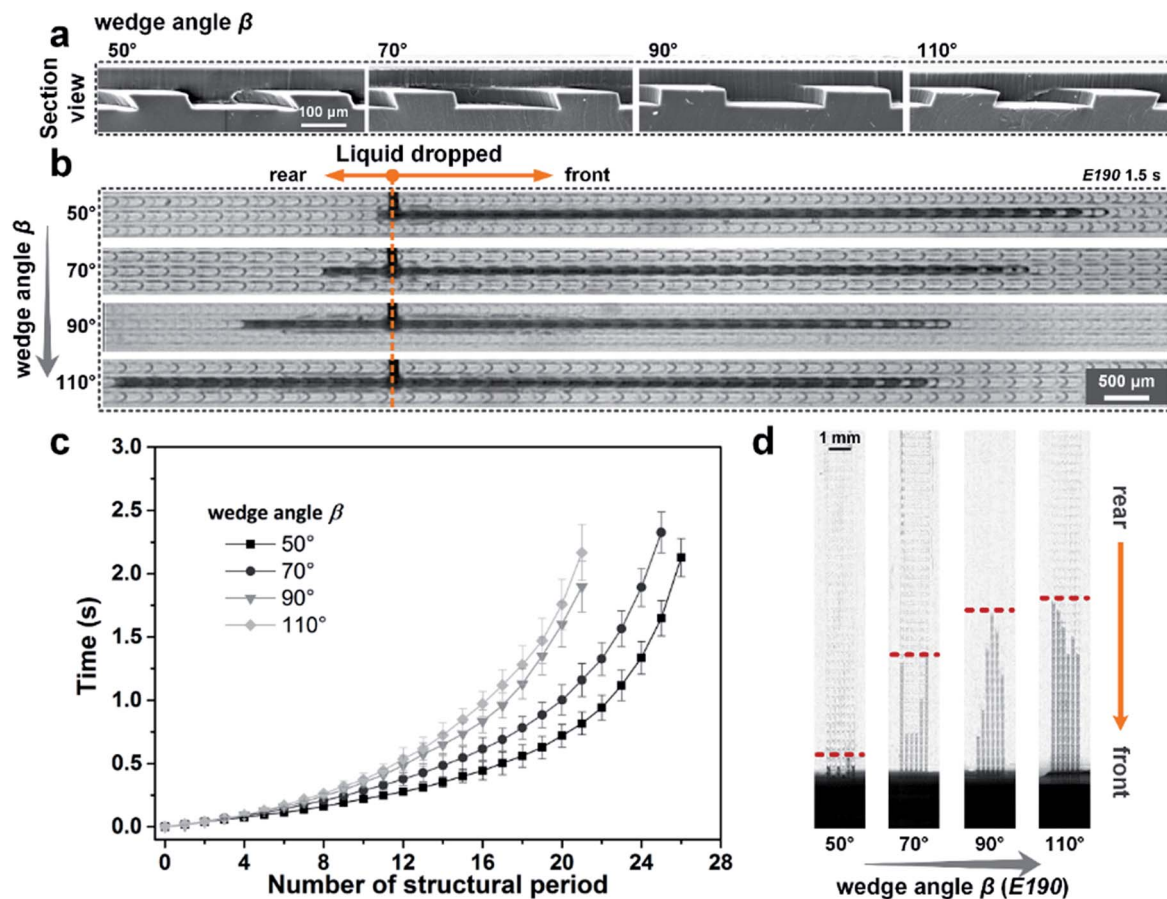 wedge angle β
a
50°
70°
90°
110°
Section
view
100 µm
b
Liquid dropped
rear
front
E190 1.5 s
wedge angle β
50°
70°
90°
110°
500 µm
c
3.0
2.5
2.0
1.5
1.0
0.5
0.0
Time (s)
wedge angle β
50°
70°
90°
110°
0 4 8 12 16 20 24 28
Number of structural period
d
1 mm
rear
front
50° 70° 90° 110°
wedge angle β (E190)